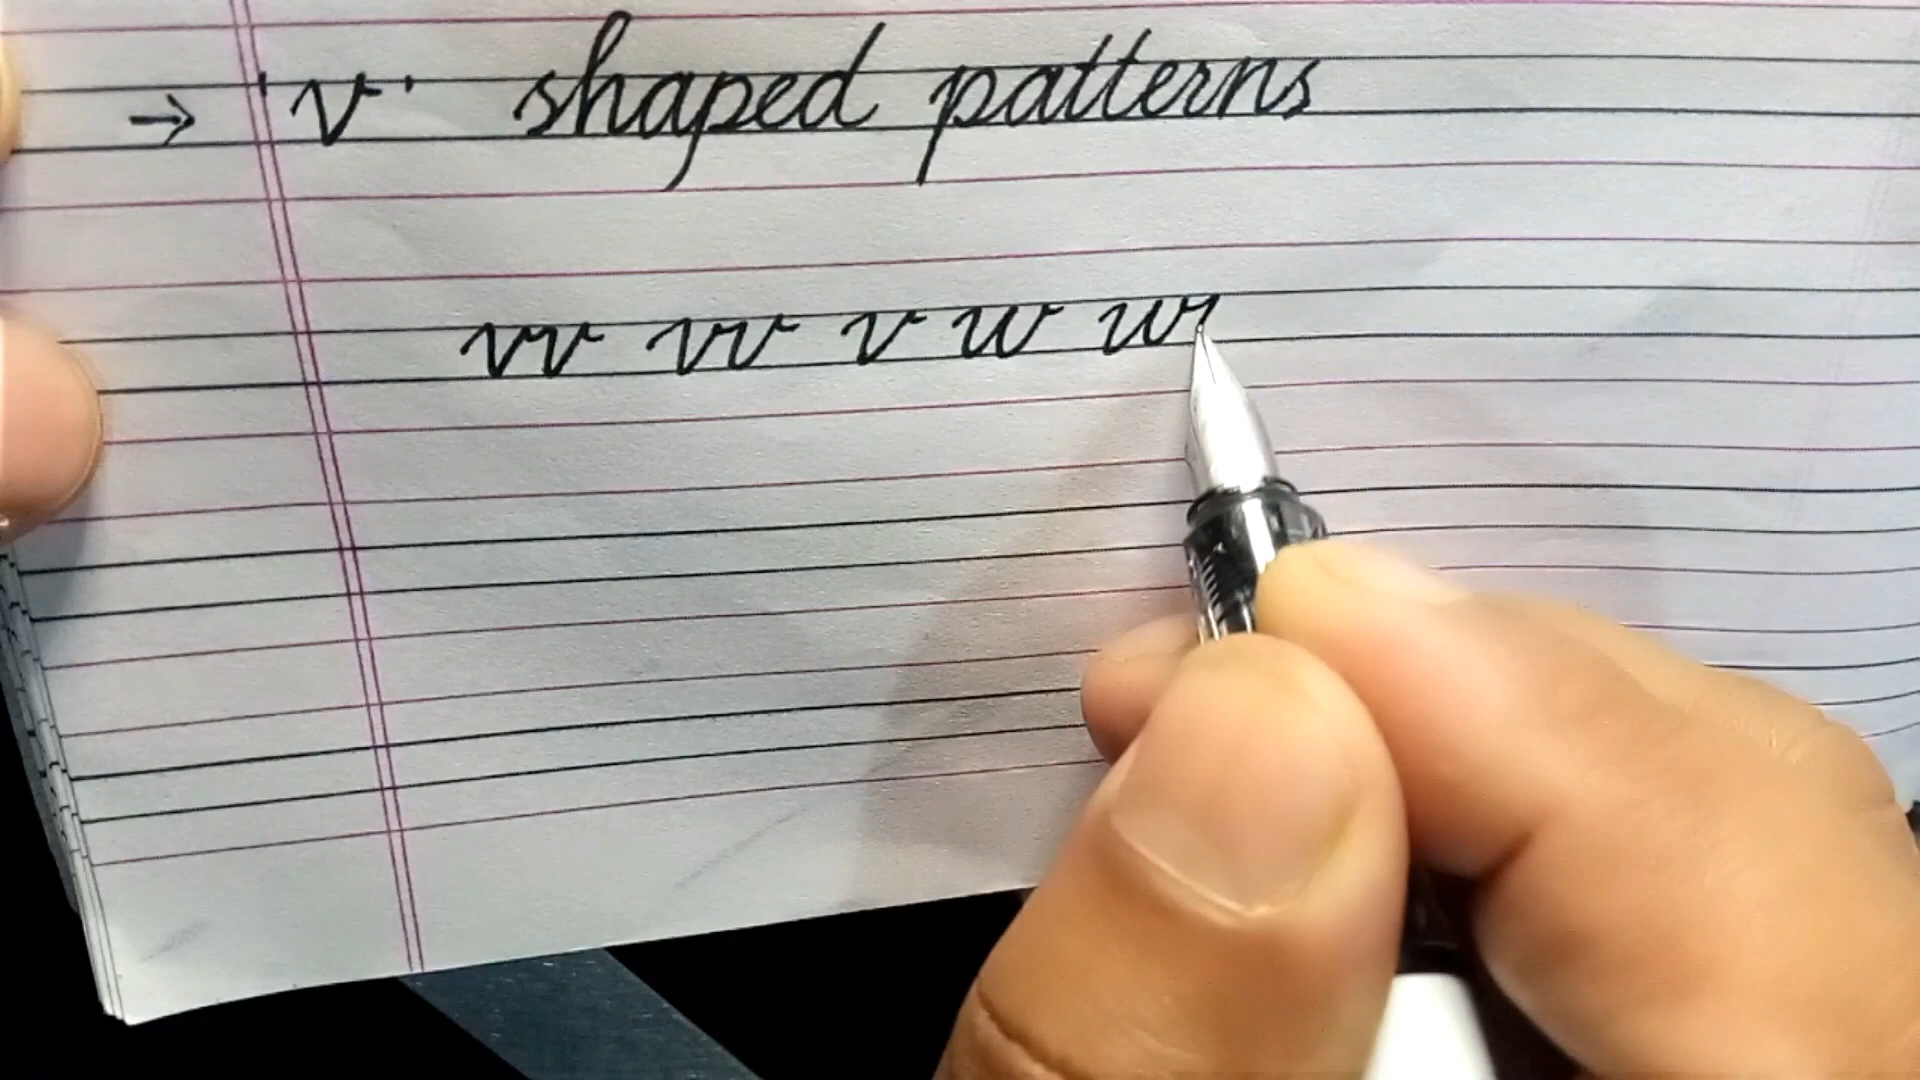 → 'v' shaped patterns
vv vv v w w